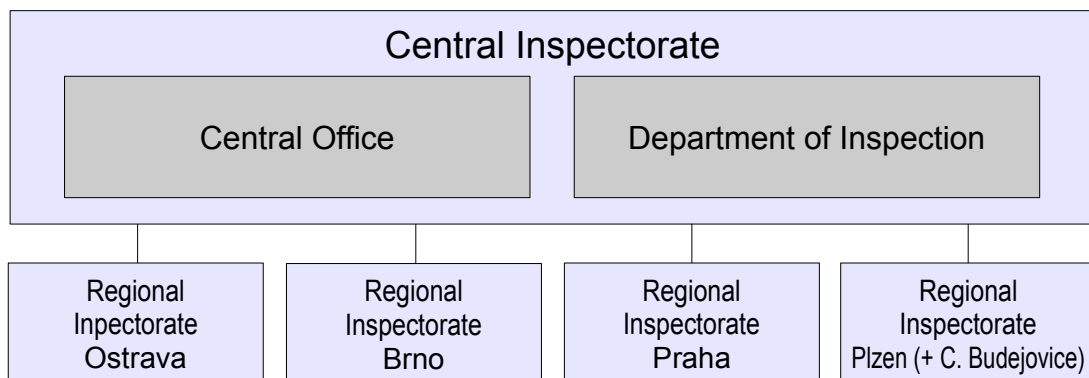 Central Inspectorate
Central Office
Department of Inspection
Regional
Inpectorate
Ostrava
Regional
Inspectorate
Brno
Regional
Inspectorate
Praha
Regional
Inspectorate
Plzen (+ C. Budejovice)